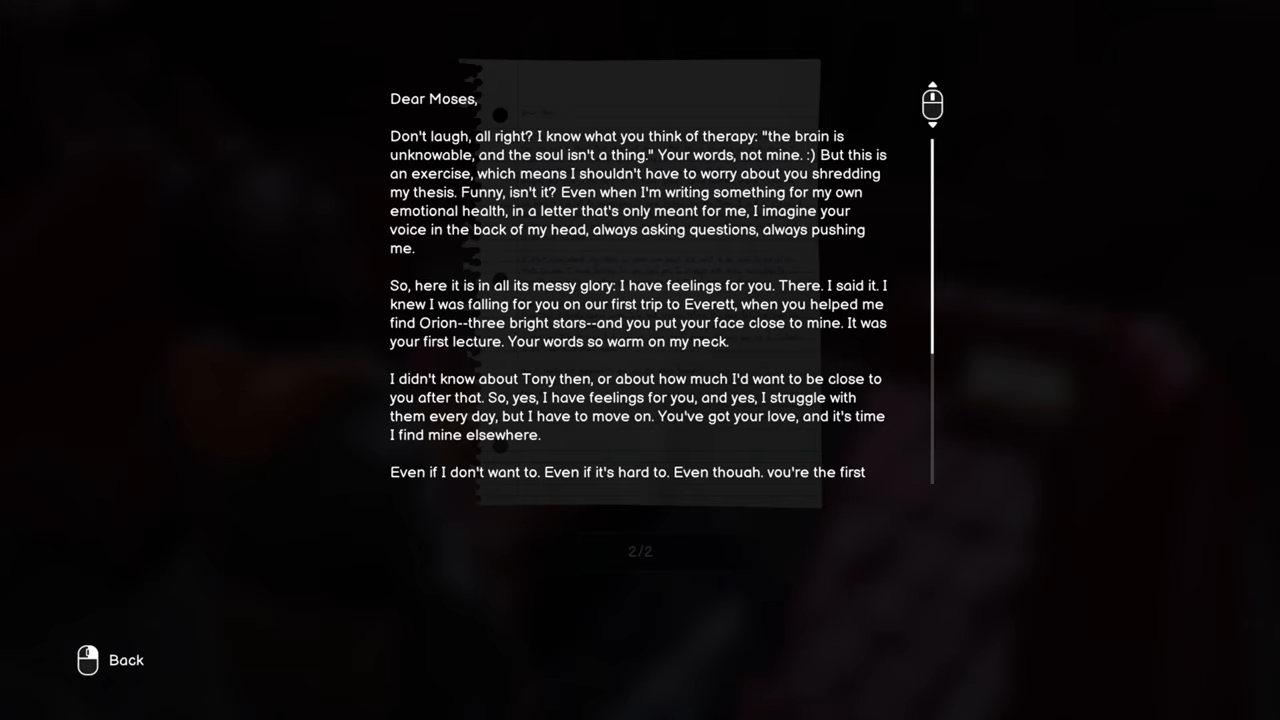 Dear Moses,
Don't laugh, all right? I know what you think of therapy: "the brain is
unknowable, and the soul isn't a thing." Your words, not mine. :) But this is
an exercise, which means I shouldn't have to worry about you shredding
my thesis. Funny, isn't it? Even when I'm writing something for my own
emotional health, in a letter that's only meant for me, I imagine your
voice in the back of my head, always asking questions, always pushing
me.
So, here it is in all its messy glory: I have feelings for you. There. I said it. I
knew I was falling for you on our first trip to Everett, when you helped me
find Orion--three bright stars--and you put your face close to mine. It was
your first lecture. Your words so warm on my neck.
I didn't know about Tony then, or about how much I'd want to be close to
you after that. So, yes, I have feelings for you, and yes, I struggle with
them every day, but I have to move on. You've got your love, and it's time
I find mine elsewhere.
Even if I don't want to. Even if it's hard to. Even though, you're the first
2/2
Back